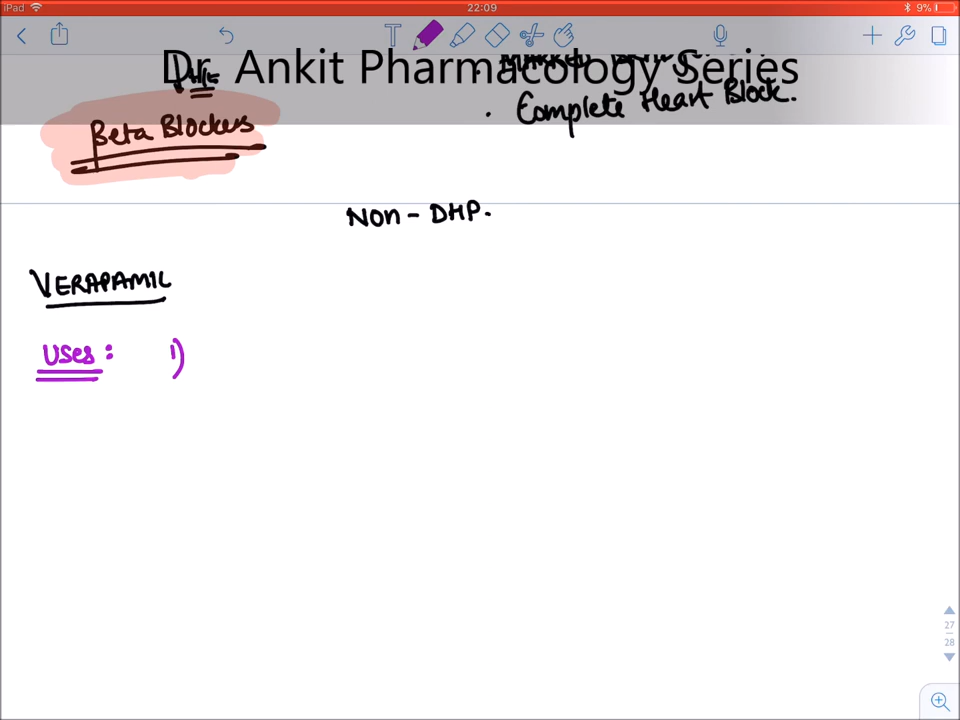 iPad 22:09 9%
Dr. Ankit Pharmacology Series
Complete Heart Block.
Beta Blockers
Non - DHP.
VERAPAMIL
Uses : 1)
27
28